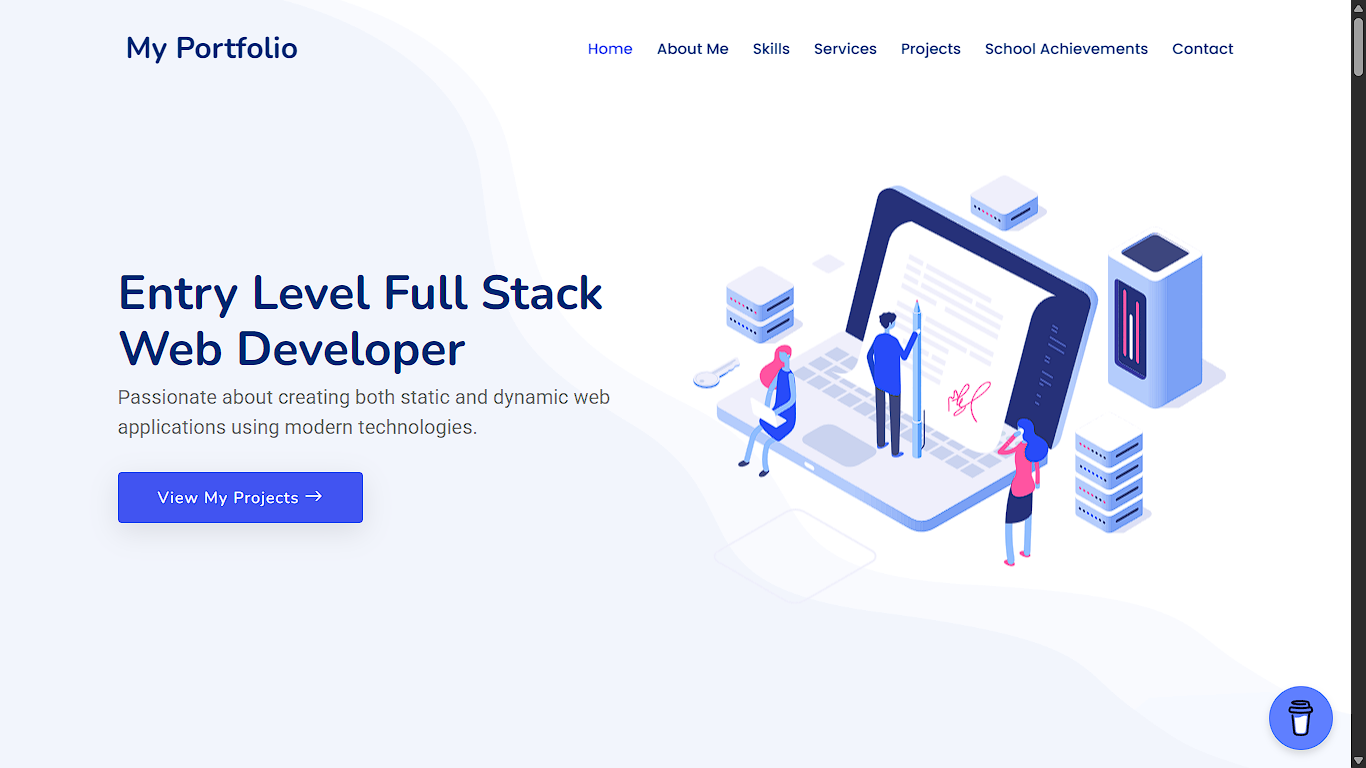 My Portfolio
Home About Me Skills Services Projects School Achievements Contact
Entry Level Full Stack
Web Developer
Passionate about creating both static and dynamic web
applications using modern technologies.
View My Projects →